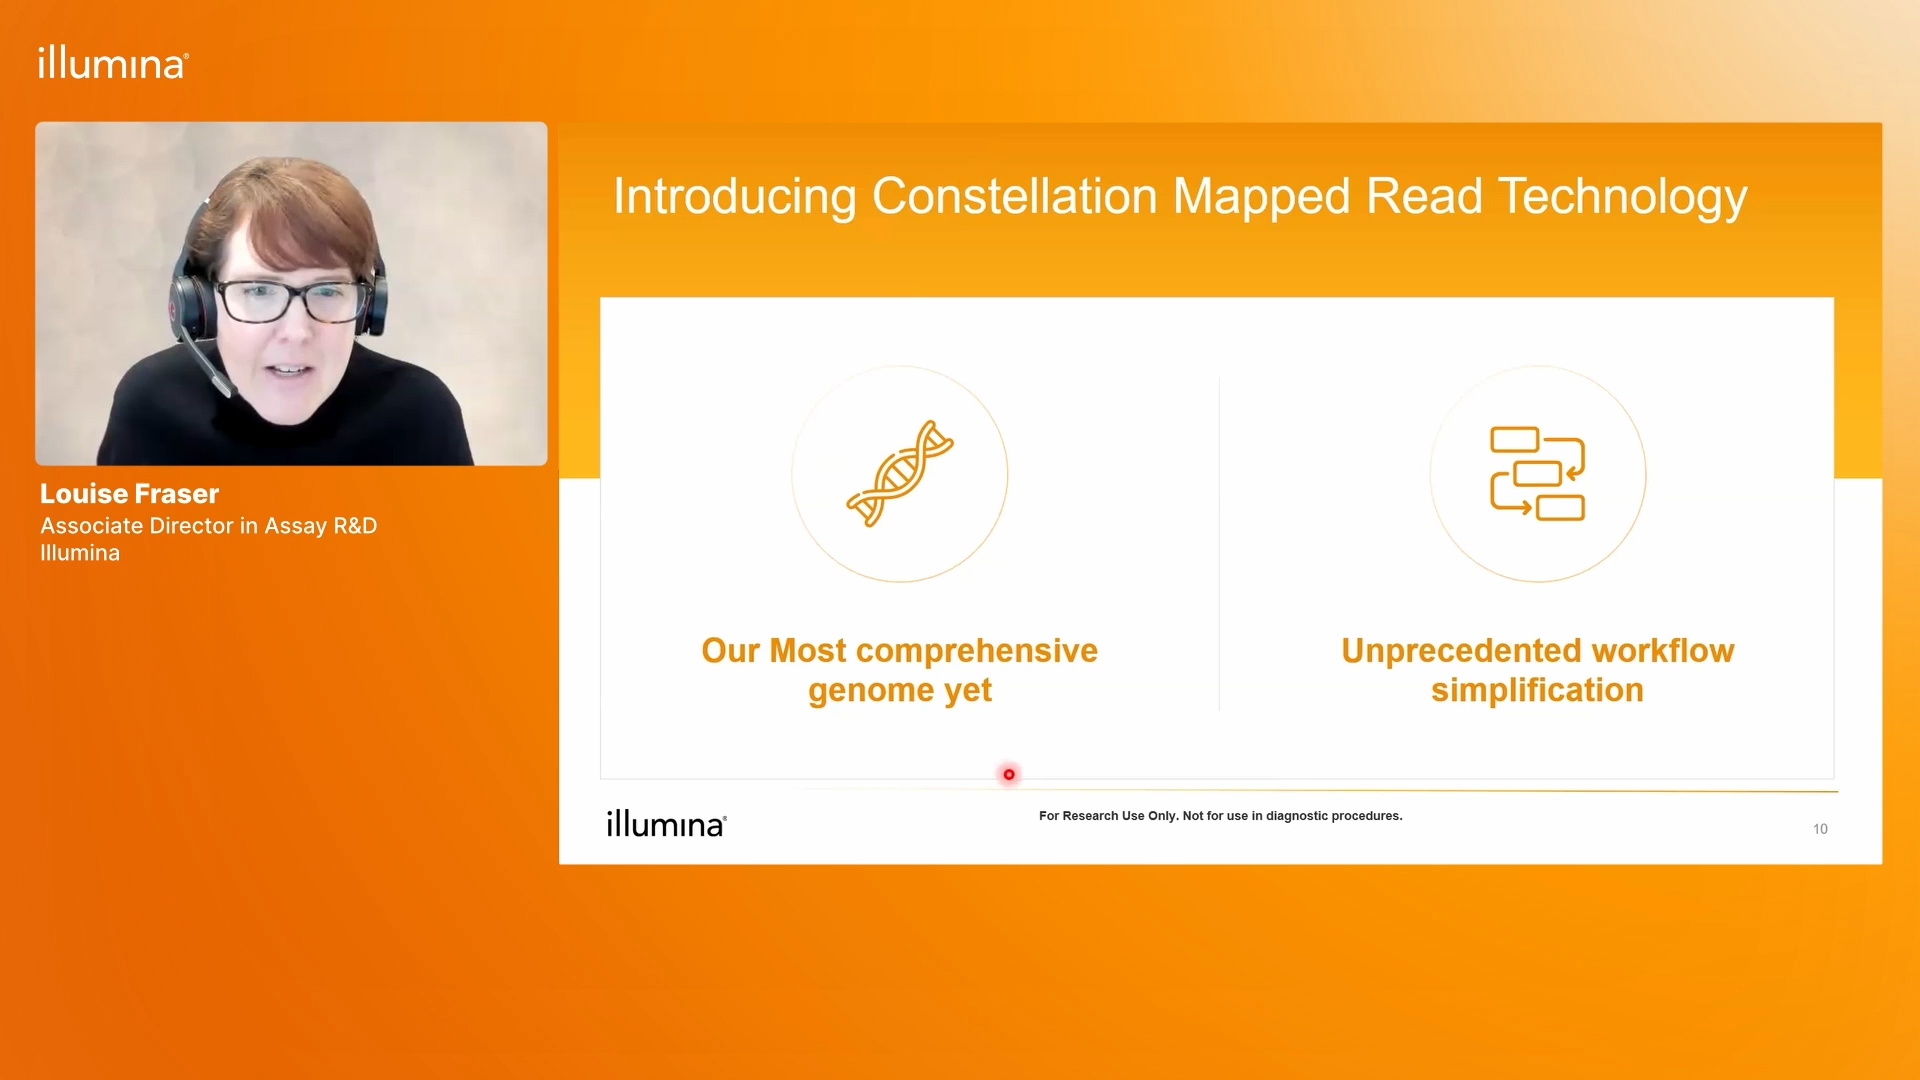 illumina®
Introducing Constellation Mapped Read Technology
Louise Fraser
Associate Director in Assay R&D
Illumina
Our Most comprehensive
genome yet
Unprecedented workflow
simplification
illumina®
For Research Use Only. Not for use in diagnostic procedures.
10